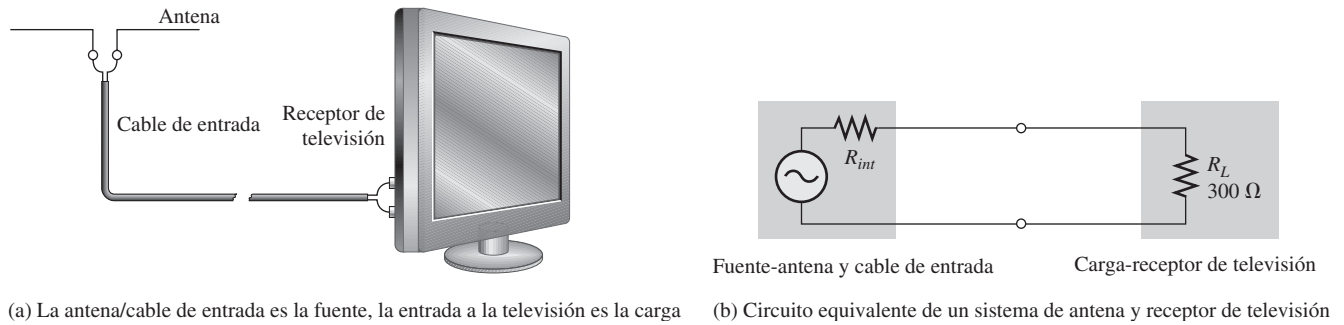 Antena
Cable de entrada
Receptor de
televisión
R_int
R_L
300 Ω
Fuente-antena y cable de entrada
Carga-receptor de televisión
(a) La antena/cable de entrada es la fuente, la entrada a la televisión es la carga
(b) Circuito equivalente de un sistema de antena y receptor de televisión